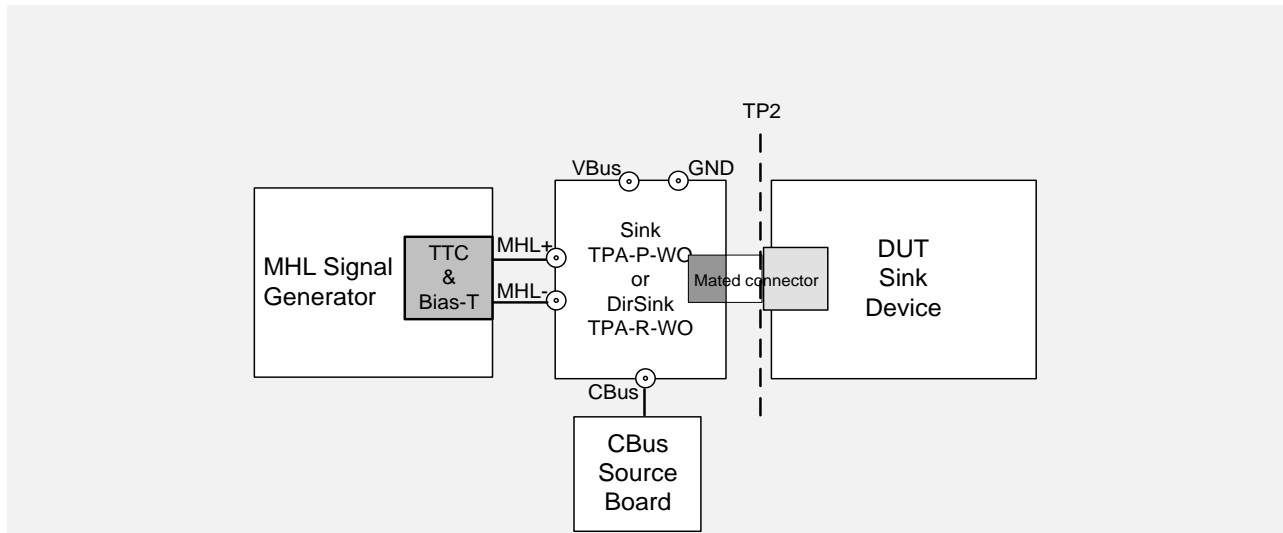 TP2
VBus
GND
MHL Signal
Generator
TTC
&
Bias-T
MHL+
MHL-
Sink
TPA-P-WO
or
DirSink
TPA-R-WO
Mated connector
DUT
Sink
Device
CBus
CBus
Source
Board